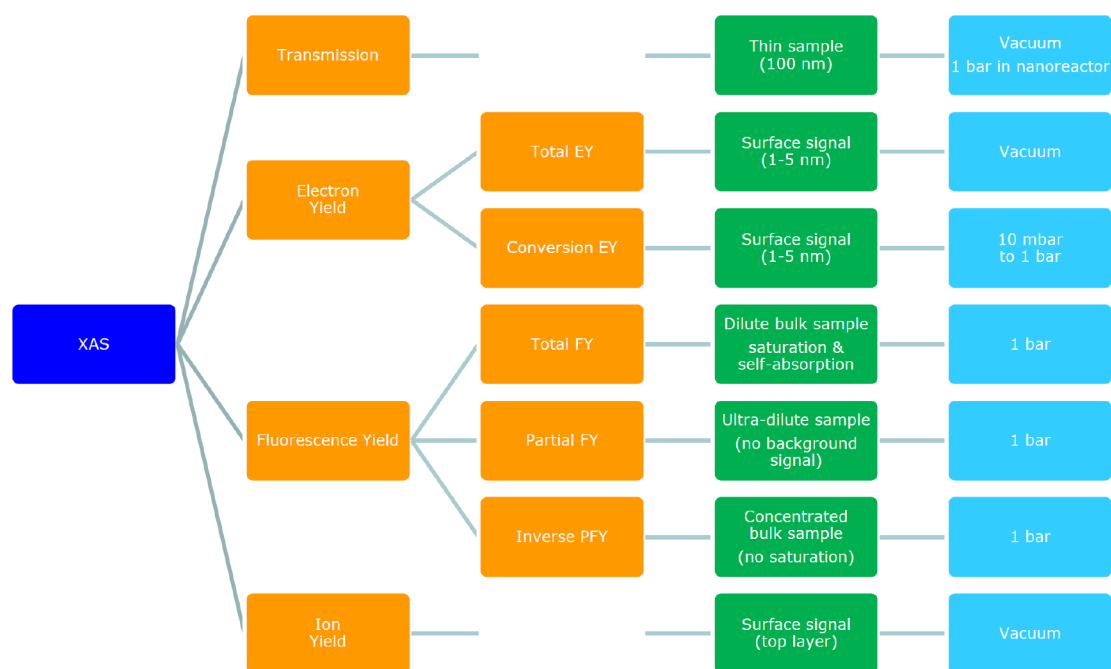 Transmission
Thin sample
(100 nm)
Vacuum
1 bar in nanoreactor
Electron
Yield
Total EY
Surface signal
(1-5 nm)
Vacuum
Conversion EY
Surface signal
(1-5 nm)
10 mbar
to 1 bar
XAS
Total FY
Dilute bulk sample
saturation &
self-absorption
1 bar
Fluorescence Yield
Partial FY
Ultra-dilute sample
(no background
signal)
1 bar
Inverse PFY
Concentrated
bulk sample
(no saturation)
1 bar
Ion
Yield
Surface signal
(top layer)
Vacuum